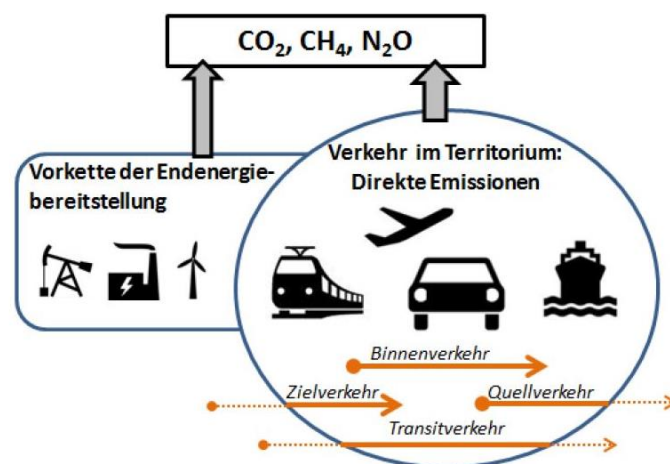 CO₂, CH₄, N₂O
Vorkette der Endenergie-
bereitstellung
Verkehr im Territorium:
Direkte Emissionen
Binnenverkehr
Zielverkehr
Quellverkehr
Transitverkehr